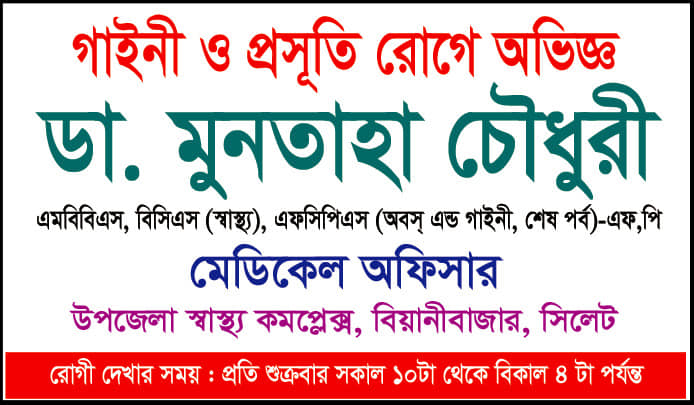 গাইনী ও প্রসূতি রোগে অভিজ্ঞ
ডা. মুনতাহা চৌধুরী
এমবিবিএস, বিসিএস (স্বাস্থ্য), এফসিপিএস (অবস্ এন্ড গাইনী, শেষ পর্ব)-এফ,পি
মেডিকেল অফিসার
উপজেলা স্বাস্থ্য কমপ্লেক্স, বিয়ানীবাজার, সিলেট
রোগী দেখার সময় : প্রতি শুক্রবার সকাল ১০টা থেকে বিকাল ৪ টা পর্যন্ত